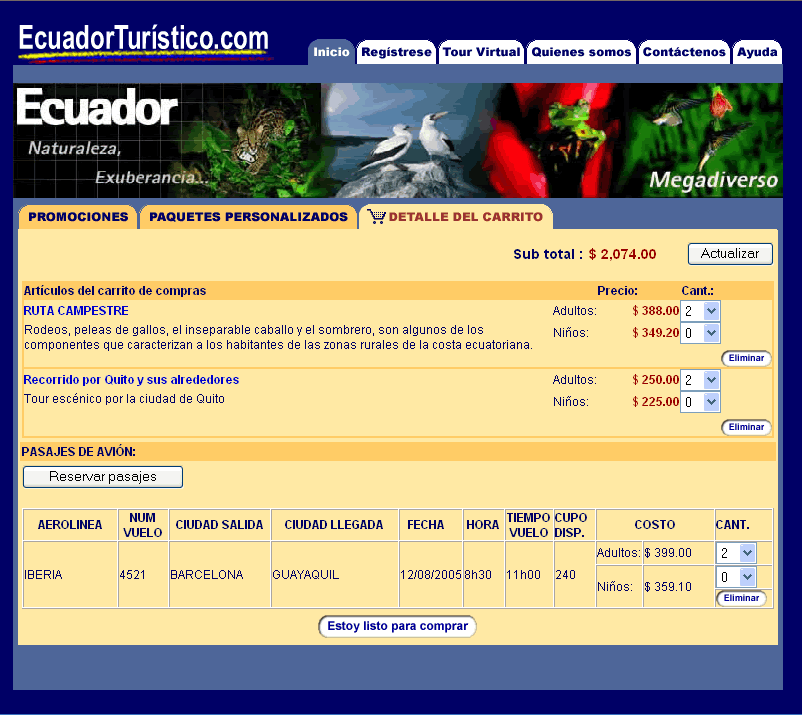 EcuadorTurístico.com
Inicio Regístrese Tour Virtual Quienes somos Contáctenos Ayuda
Ecuador
Naturaleza,
Exuberancia...
Megadiverso
PROMOCIONES PAQUETES PERSONALIZADOS DETALLE DEL CARRITO
Sub total : $ 2,074.00 Actualizar
Artículos del carrito de compras Precio: Cant.:
RUTA CAMPESTRE Adultos: $ 388.00 2
Rodeos, peleas de gallos, el inseparable caballo y el sombrero, son algunos de los Niños: $ 349.20 0
componentes que caracterizan a los habitantes de las zonas rurales de la costa ecuatoriana.
Eliminar
Recorrido por Quito y sus alrededores Adultos: $ 250.00 2
Tour escénico por la ciudad de Quito Niños: $ 225.00 0
Eliminar
PASAJES DE AVIÓN:
Reservar pasajes
AEROLINEA NUM VUELO CIUDAD SALIDA CIUDAD LLEGADA FECHA HORA TIEMPO VUELO CUPO DISP. COSTO CANT.
IBERIA 4521 BARCELONA GUAYAQUIL 12/08/2005 8h30 11h00 240 Adultos: $ 399.00 2
Niños: $ 359.10 0
Eliminar
Estoy listo para comprar